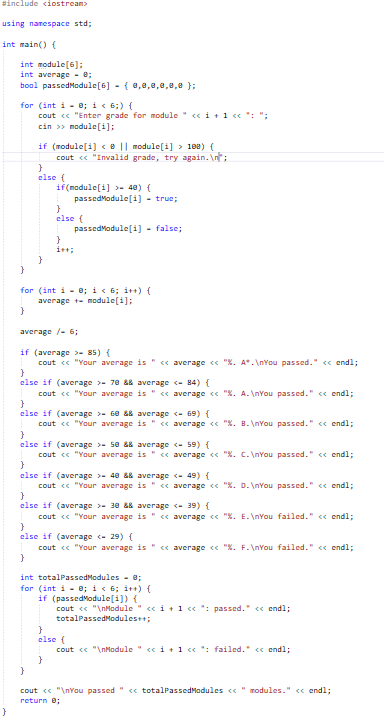 #include <iostream>
using namespace std;
int main() {
int module[6];
int average = 0;
bool passedModule[6] = { 0,0,0,0,0,0 };
for (int i = 0; i < 6;) {
cout << "Enter grade for module " << i + 1 << ": ";
cin >> module[i];
if (module[i] < 0 || module[i] > 100) {
cout << "Invalid grade, try again.\n";
}
else {
if(module[i] >= 40) {
passedModule[i] = true;
}
else {
passedModule[i] = false;
}
i++;
}
}
for (int i = 0; i < 6; i++) {
average += module[i];
}
average /= 6;
if (average >= 85) {
cout << "Your average is " << average << "%. A*.\nYou passed." << endl;
}
else if (average >= 70 && average <= 84) {
cout << "Your average is " << average << "%. A.\nYou passed." << endl;
}
else if (average >= 60 && average <= 69) {
cout << "Your average is " << average << "%. B.\nYou passed." << endl;
}
else if (average >= 50 && average <= 59) {
cout << "Your average is " << average << "%. C.\nYou passed." << endl;
}
else if (average >= 40 && average <= 49) {
cout << "Your average is " << average << "%. D.\nYou passed." << endl;
}
else if (average >= 30 && average <= 39) {
cout << "Your average is " << average << "%. E.\nYou failed." << endl;
}
else if (average <= 29) {
cout << "Your average is " << average << "%. F.\nYou failed." << endl;
}
int totalPassedModules = 0;
for (int i = 0; i < 6; i++) {
if (passedModule[i]) {
cout << "\nModule " << i + 1 << ": passed." << endl;
totalPassedModules++;
}
else {
cout << "\nModule " << i + 1 << ": failed." << endl;
}
}
cout << "\nYou passed " << totalPassedModules << " modules." << endl;
return 0;
}